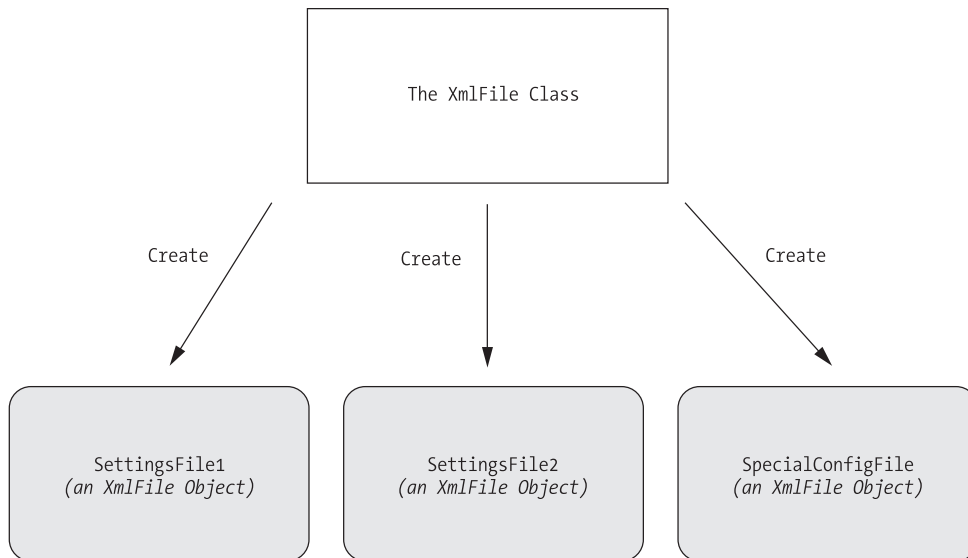 The XmlFile Class
Create
Create
Create
SettingsFile1
(an XmlFile Object)
SettingsFile2
(an XmlFile Object)
SpecialConfigFile
(an XmlFile Object)